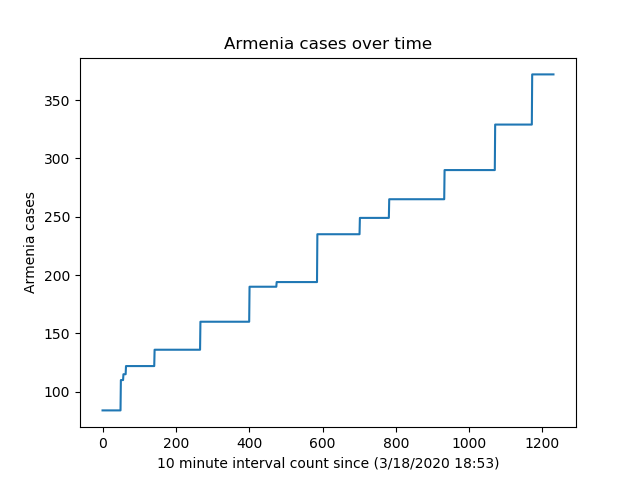 Armenia cases over time
350
300
250
200
150
100
Armenia cases
0 200 400 600 800 1000 1200
10 minute interval count since (3/18/2020 18:53)